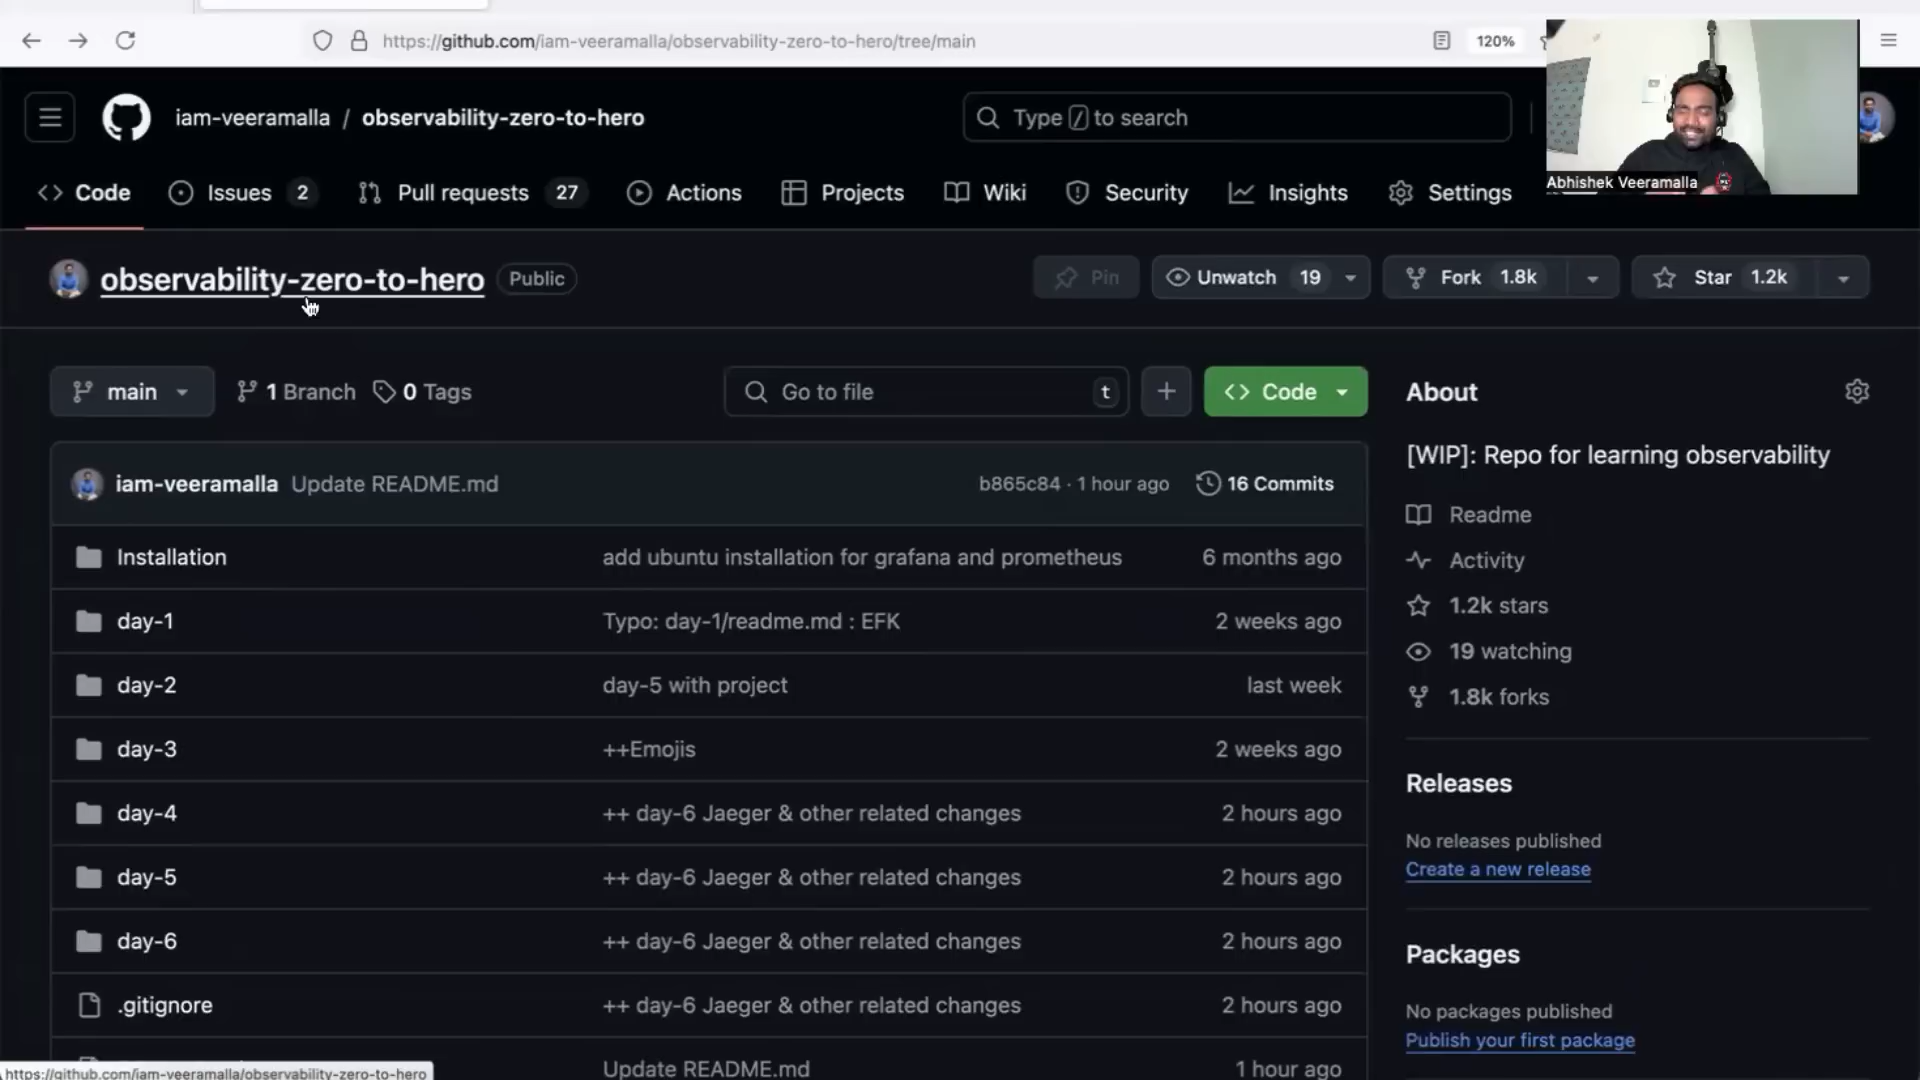 https://github.com/iam-veeramalla/observability-zero-to-hero/tree/main
120%
iam-veeramalla / observability-zero-to-hero
Type / to search
Abhishek Veeramalla
Code
Issues 2
Pull requests 27
Actions
Projects
Wiki
Security
Insights
Settings
observability-zero-to-hero Public
Pin
Unwatch 19
Fork 1.8k
Star 1.2k
main
1 Branch
0 Tags
Go to file t
Code
iam-veeramalla Update README.md b865c84 · 1 hour ago 16 Commits
Installation add ubuntu installation for grafana and prometheus 6 months ago
day-1 Typo: day-1/readme.md : EFK 2 weeks ago
day-2 day-5 with project last week
day-3 ++Emojis 2 weeks ago
day-4 ++ day-6 Jaeger & other related changes 2 hours ago
day-5 ++ day-6 Jaeger & other related changes 2 hours ago
day-6 ++ day-6 Jaeger & other related changes 2 hours ago
.gitignore ++ day-6 Jaeger & other related changes 2 hours ago
Update README.md 1 hour ago
About
[WIP]: Repo for learning observability
Readme
Activity
1.2k stars
19 watching
1.8k forks
Releases
No releases published
Create a new release
Packages
No packages published
Publish your first package
https://github.com/iam-veeramalla/observability-zero-to-hero